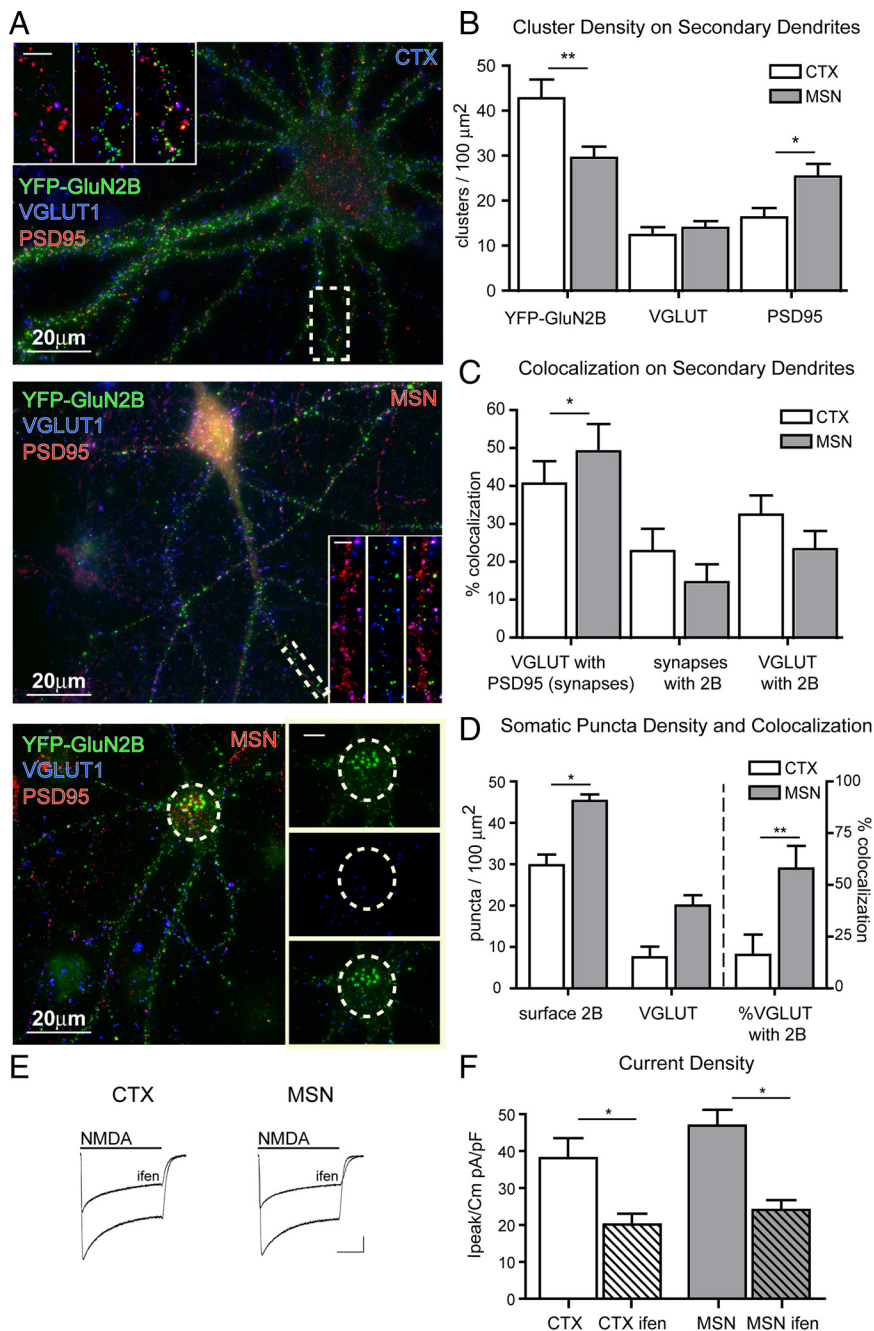 A
CTX
YFP-GluN2B
VGLUT1
PSD95
20μm
YFP-GluN2B
MSN
VGLUT1
PSD95
20μm
YFP-GluN2B
MSN
VGLUT1
PSD95
20μm
B
Cluster Density on Secondary Dendrites
clusters / 100 μm2
50
40
30
20
10
0
**
*
CTX
MSN
YFP-GluN2B
VGLUT
PSD95
C
Colocalization on Secondary Dendrites
% colocalization
60
50
40
30
20
10
0
*
CTX
MSN
VGLUT with
PSD95 (synapses)
synapses
with 2B
VGLUT
with 2B
D
Somatic Puncta Density and Colocalization
puncta / 100 μm2
50
40
30
20
10
0
*
**
CTX
MSN
100
75
50
25
0
% colocalization
surface 2B
VGLUT
%VGLUT
with 2B
E
CTX
MSN
NMDA
ifen
NMDA
ifen
F
Current Density
Ipeak/Cm pA/pF
50
40
30
20
10
0
*
*
CTX
CTX ifen
MSN
MSN ifen